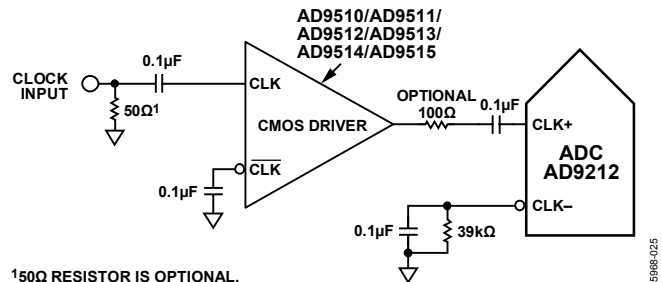 AD9510/AD9511/
AD9512/AD9513/
AD9514/AD9515
CLOCK
INPUT
0.1µF
50Ω1
CLK
CMOS DRIVER
CLK
0.1µF
OPTIONAL
100Ω
0.1µF
CLK+
ADC
AD9212
CLK–
0.1µF
39kΩ
150Ω RESISTOR IS OPTIONAL.
5968-025